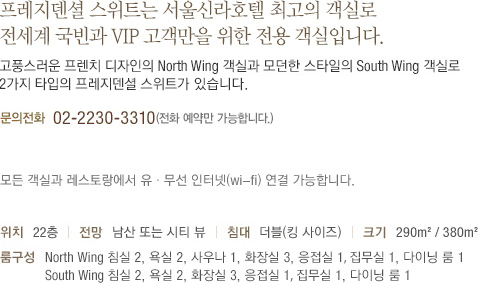 프레지덴셜 스위트는 서울신라호텔 최고의 객실로
전세계 국빈과 VIP 고객만을 위한 전용 객실입니다.
고풍스러운 프렌치 디자인의 North Wing 객실과 모던한 스타일의 South Wing 객실로
2가지 타입의 프레지덴셜 스위트가 있습니다.
문의전화 02-2230-3310(전화 예약만 가능합니다.)
모든 객실과 레스토랑에서 유 · 무선 인터넷(wi-fi) 연결 가능합니다.
위치 22층 | 전망 남산 또는 시티 뷰 | 침대 더블(킹 사이즈) | 크기 290m² / 380m²
룸구성 North Wing 침실 2, 욕실 2, 사우나 1, 화장실 3, 응접실 1, 집무실 1, 다이닝 룸 1
South Wing 침실 2, 욕실 2, 화장실 3, 응접실 1, 집무실 1, 다이닝 룸 1